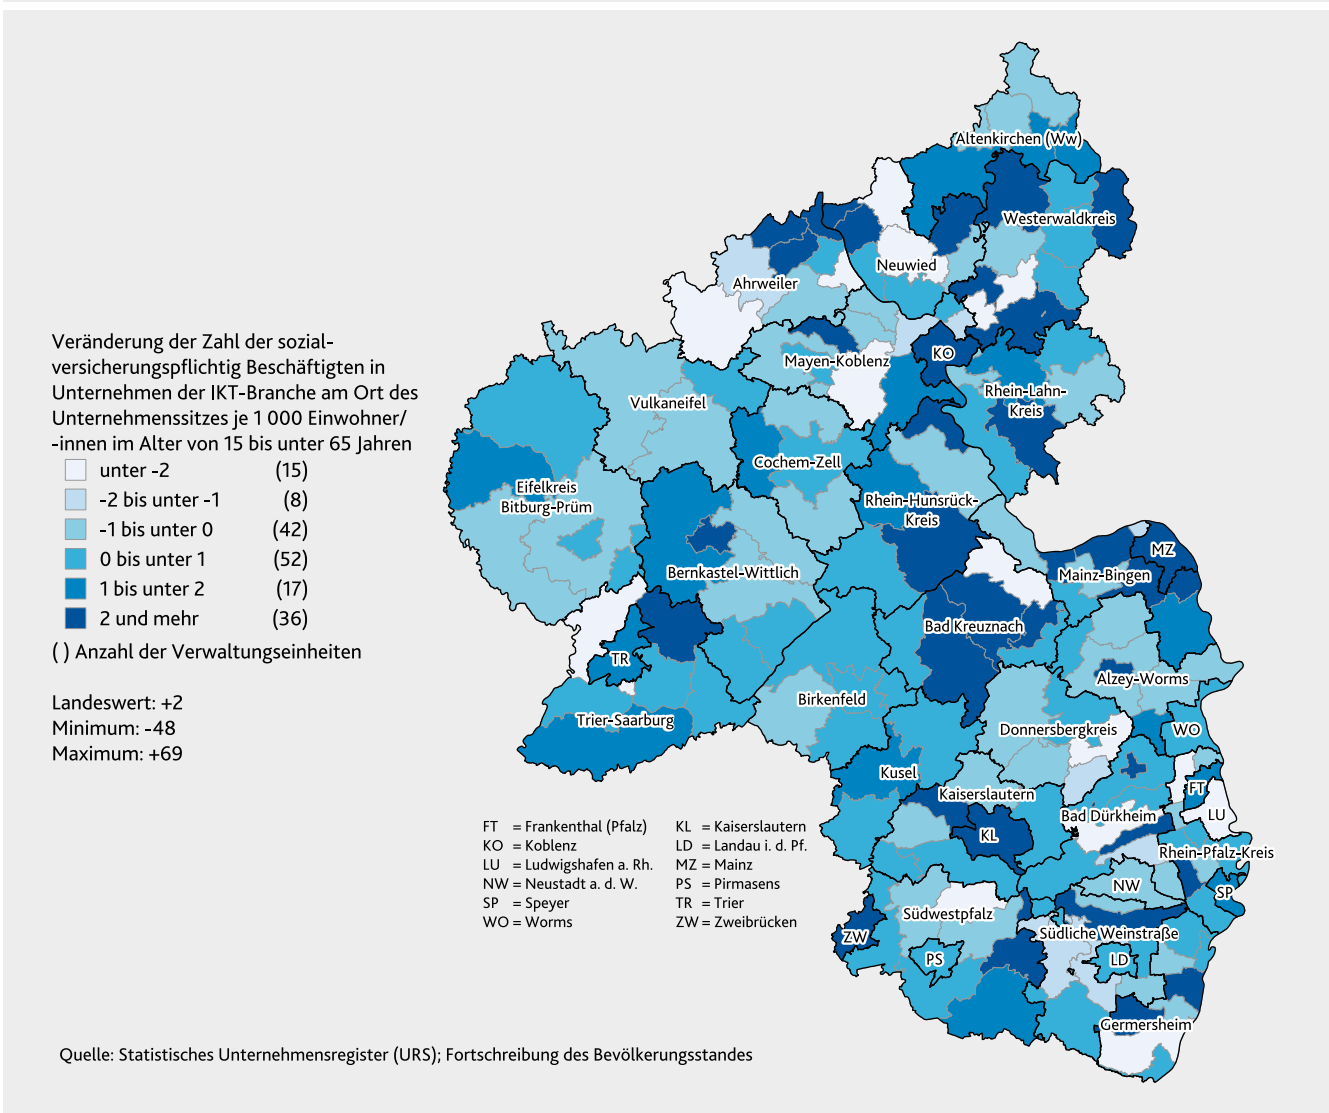 Altenkirchen (Ww)
Westerwaldkreis
Neuwied
Ahrweiler
Veränderung der Zahl der sozial-
versicherungspflichtig Beschäftigten in
Unternehmen der IKT-Branche am Ort des
Unternehmenssitzes je 1 000 Einwohner/
-innen im Alter von 15 bis unter 65 Jahren
unter -2 (15)
-2 bis unter -1 (8)
-1 bis unter 0 (42)
0 bis unter 1 (52)
1 bis unter 2 (17)
2 und mehr (36)
( ) Anzahl der Verwaltungseinheiten
Landeswert: +2
Minimum: -48
Maximum: +69
KO
Mayen-Koblenz
Rhein-Lahn-
Kreis
Vulkaneifel
Cochem-Zell
Eifelkreis
Bitburg-Prüm
Rhein-Hunsrück-
Kreis
MZ
Mainz-Bingen
Bernkastel-Wittlich
Bad Kreuznach
TR
Alzey-Worms
Birkenfeld
Trier-Saarburg
Donnersbergkreis
WO
Kusel
FT
Kaiserslautern
Bad Dürkheim
LU
KL
Rhein-Pfalz-Kreis
NW
SP
Südwestpfalz
Südliche Weinstraße
ZW
PS
LD
Germersheim
FT = Frankenthal (Pfalz)
KO = Koblenz
LU = Ludwigshafen a. Rh.
NW = Neustadt a. d. W.
SP = Speyer
WO = Worms
KL = Kaiserslautern
LD = Landau i. d. Pf.
MZ = Mainz
PS = Pirmasens
TR = Trier
ZW = Zweibrücken
Quelle: Statistisches Unternehmensregister (URS); Fortschreibung des Bevölkerungsstandes